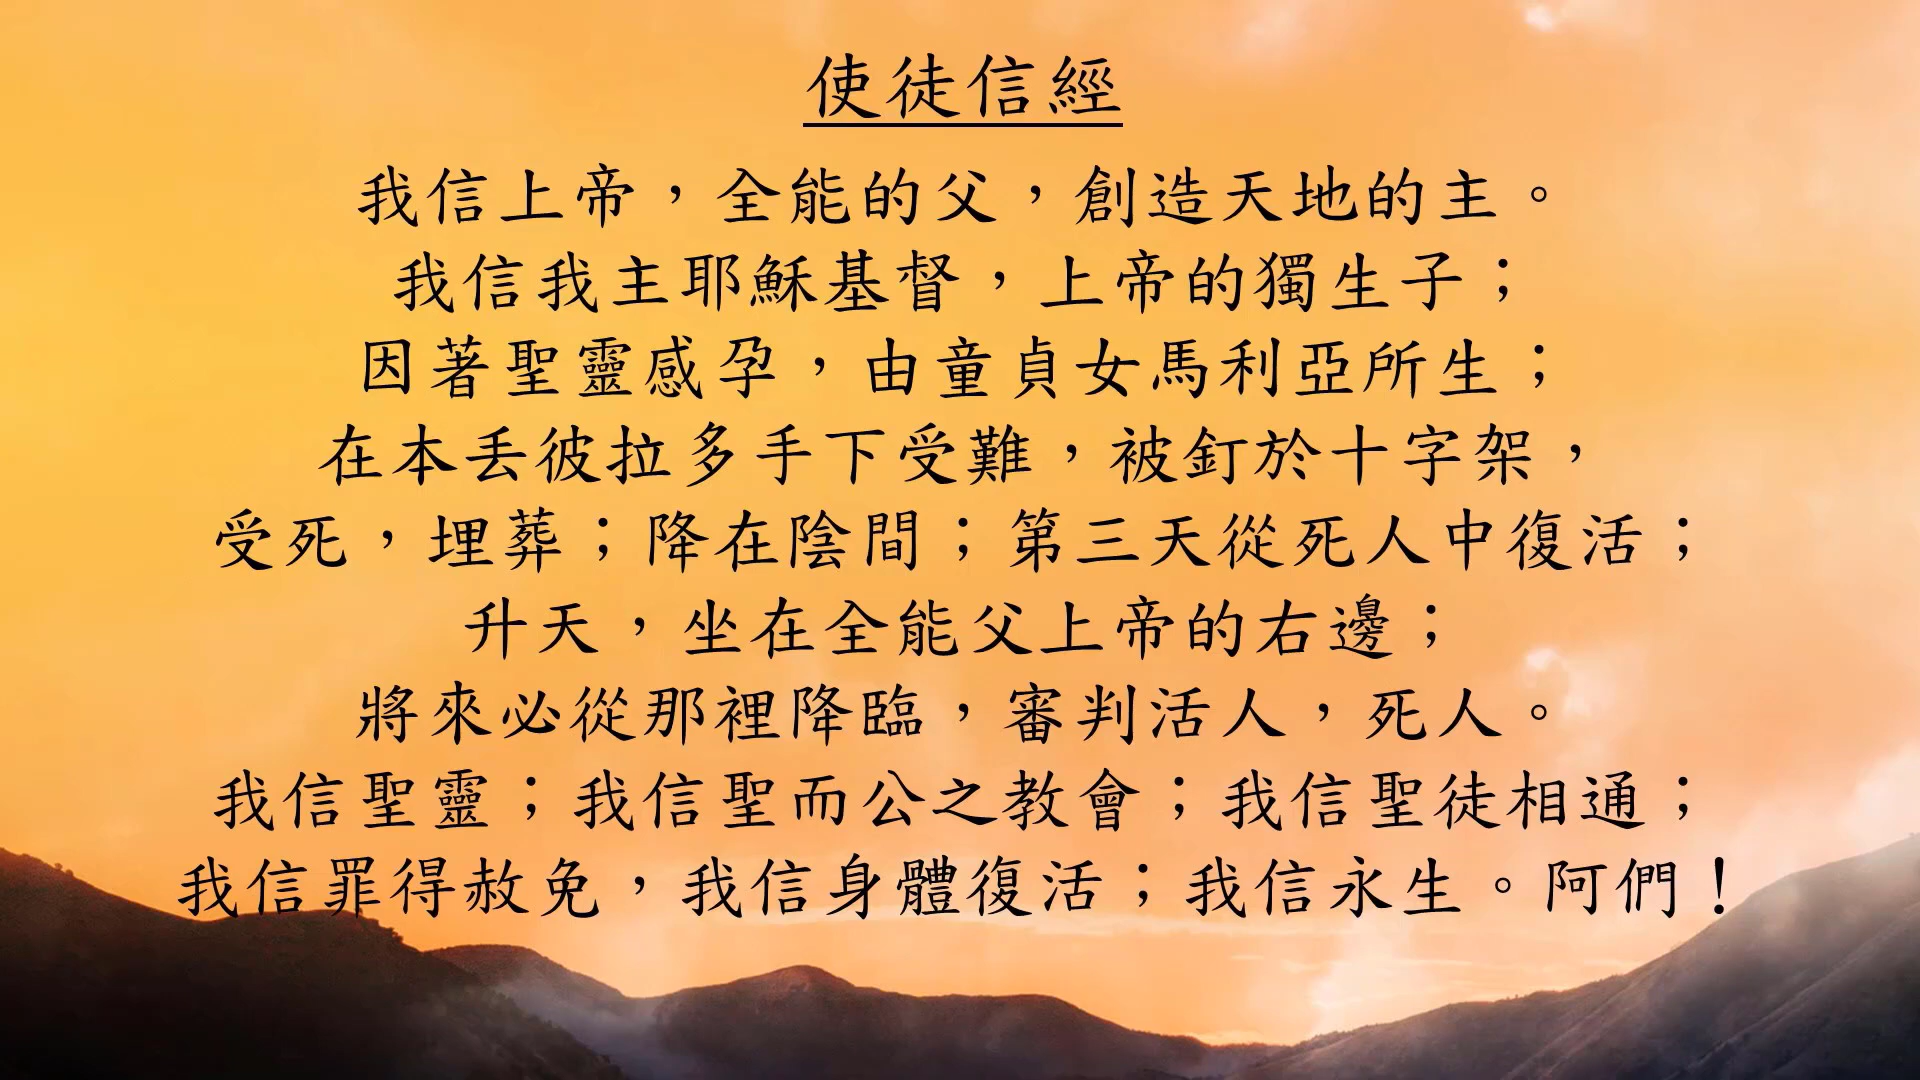 使徒信經
我信上帝，全能的父，創造天地的主。
我信我主耶穌基督，上帝的獨生子；
因著聖靈感孕，由童貞女馬利亞所生；
在本丟彼拉多手下受難，被釘於十字架，
受死，埋葬；降在陰間；第三天從死人中復活；
升天，坐在全能父上帝的右邊；
將來必從那裡降臨，審判活人，死人。
我信聖靈；我信聖而公之教會；我信聖徒相通；
我信罪得赦免，我信身體復活；我信永生。阿們！